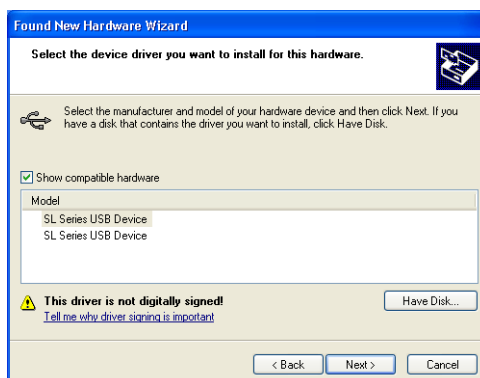 Found New Hardware Wizard
Select the device driver you want to install for this hardware.
Select the manufacturer and model of your hardware device and then click Next. If you
have a disk that contains the driver you want to install, click Have Disk.
Show compatible hardware
Model
SL Series USB Device
SL Series USB Device
This driver is not digitally signed!
Have Disk...
Tell me why driver signing is important
< Back
Next >
Cancel